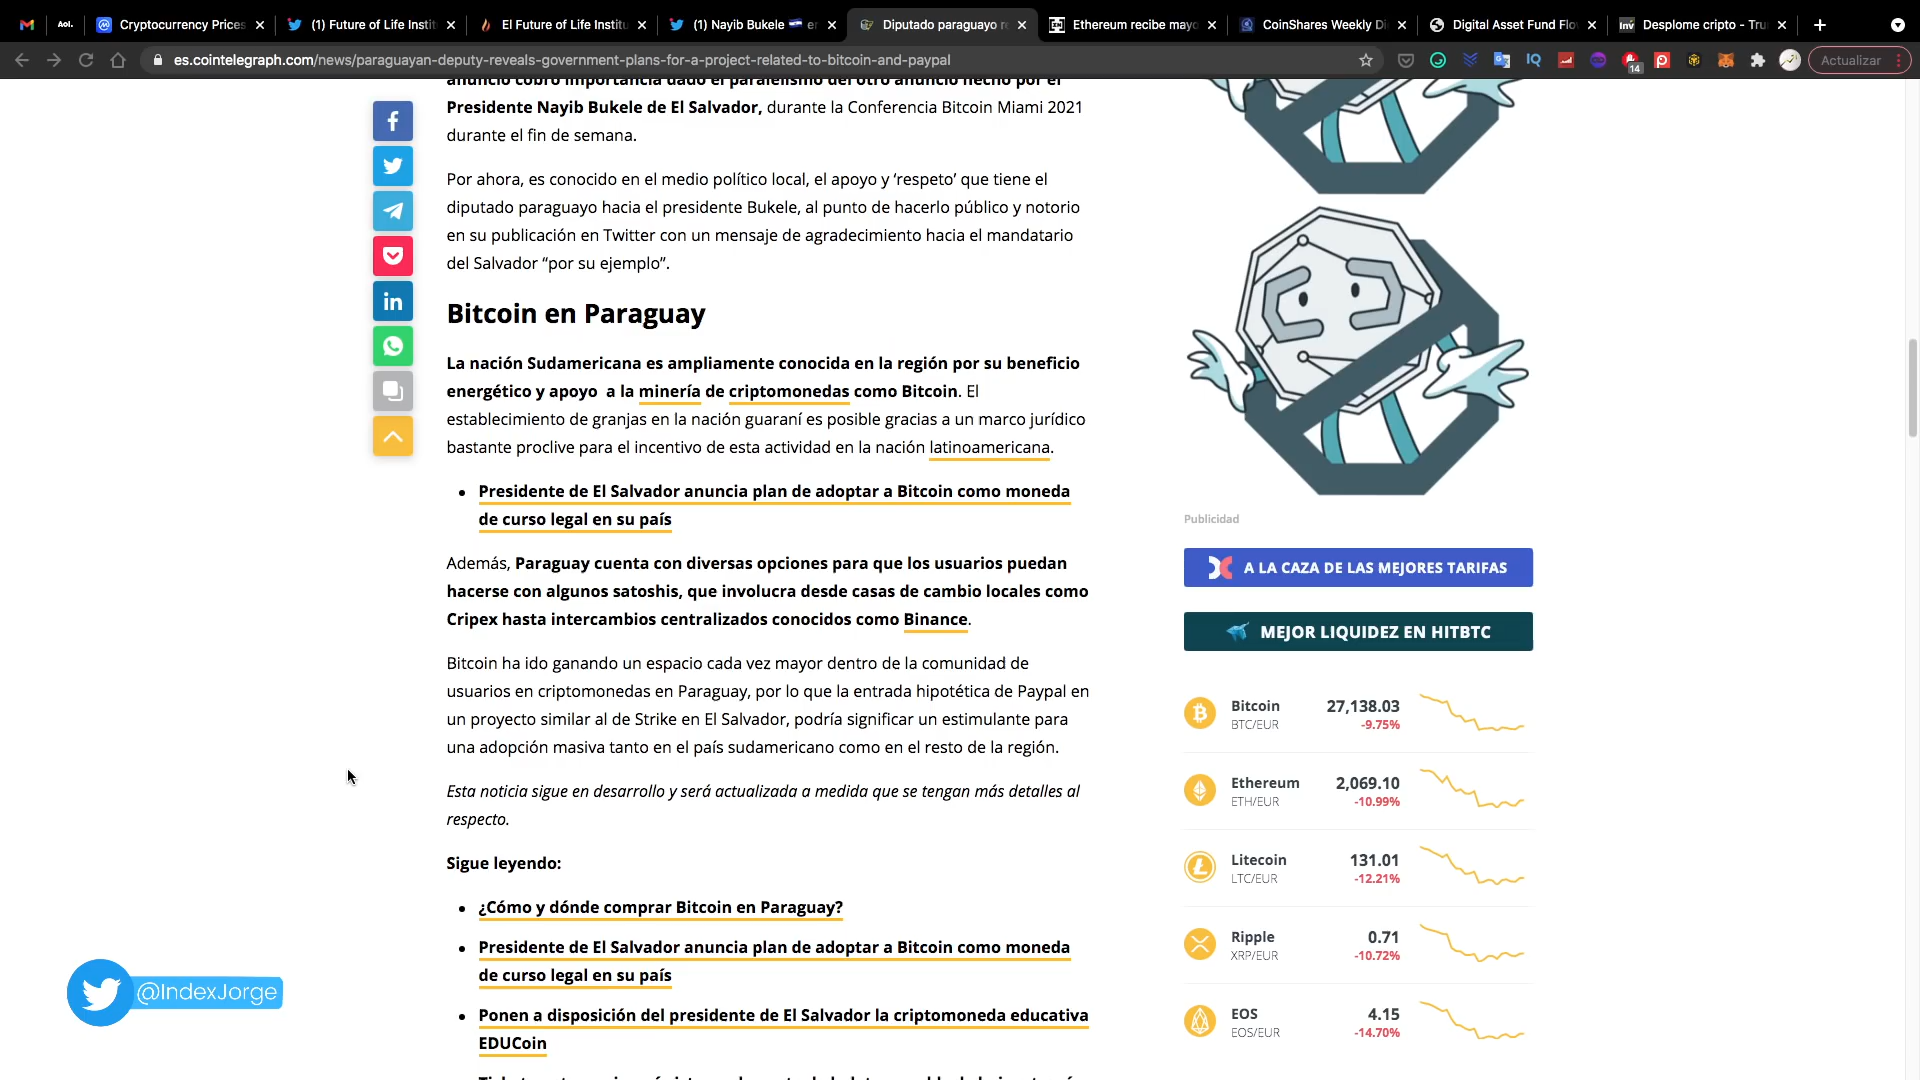 Aol.
Cryptocurrency Prices
(1) Future of Life Instit
El Future of Life Institu
(1) Nayib Bukele
Diputado paraguayo re
Ethereum recibe mayo
CoinShares Weekly Di
Digital Asset Fund Flo
Desplome cripto - Tru
es.cointelegraph.com/news/paraguayan-deputy-reveals-government-plans-for-a-project-related-to-bitcoin-and-paypal
IQ
14
Actualizar
anuncio cobró importancia dado el paralelismo del otro anuncio hecho por el
Presidente Nayib Bukele de El Salvador, durante la Conferencia Bitcoin Miami 2021
durante el fin de semana.
Por ahora, es conocido en el medio político local, el apoyo y ‘respeto’ que tiene el
diputado paraguayo hacia el presidente Bukele, al punto de hacerlo público y notorio
en su publicación en Twitter con un mensaje de agradecimiento hacia el mandatario
del Salvador “por su ejemplo”.
Bitcoin en Paraguay
La nación Sudamericana es ampliamente conocida en la región por su beneficio
energético y apoyo a la minería de criptomonedas como Bitcoin. El
establecimiento de granjas en la nación guaraní es posible gracias a un marco jurídico
bastante proclive para el incentivo de esta actividad en la nación latinoamericana.
Presidente de El Salvador anuncia plan de adoptar a Bitcoin como moneda
de curso legal en su país
Además, Paraguay cuenta con diversas opciones para que los usuarios puedan
hacerse con algunos satoshis, que involucra desde casas de cambio locales como
Cripex hasta intercambios centralizados conocidos como Binance.
Bitcoin ha ido ganando un espacio cada vez mayor dentro de la comunidad de
usuarios en criptomonedas en Paraguay, por lo que la entrada hipotética de Paypal en
un proyecto similar al de Strike en El Salvador, podría significar un estimulante para
una adopción masiva tanto en el país sudamericano como en el resto de la región.
Esta noticia sigue en desarrollo y será actualizada a medida que se tengan más detalles al
respecto.
Sigue leyendo:
¿Cómo y dónde comprar Bitcoin en Paraguay?
Presidente de El Salvador anuncia plan de adoptar a Bitcoin como moneda
de curso legal en su país
Ponen a disposición del presidente de El Salvador la criptomoneda educativa
EDUCoin
Publicidad
A LA CAZA DE LAS MEJORES TARIFAS
MEJOR LIQUIDEZ EN HITBTC
Bitcoin 27,138.03
BTC/EUR -9.75%
Ethereum 2,069.10
ETH/EUR -10.99%
Litecoin 131.01
LTC/EUR -12.21%
Ripple 0.71
XRP/EUR -10.72%
EOS 4.15
EOS/EUR -14.70%
@IndexJorge